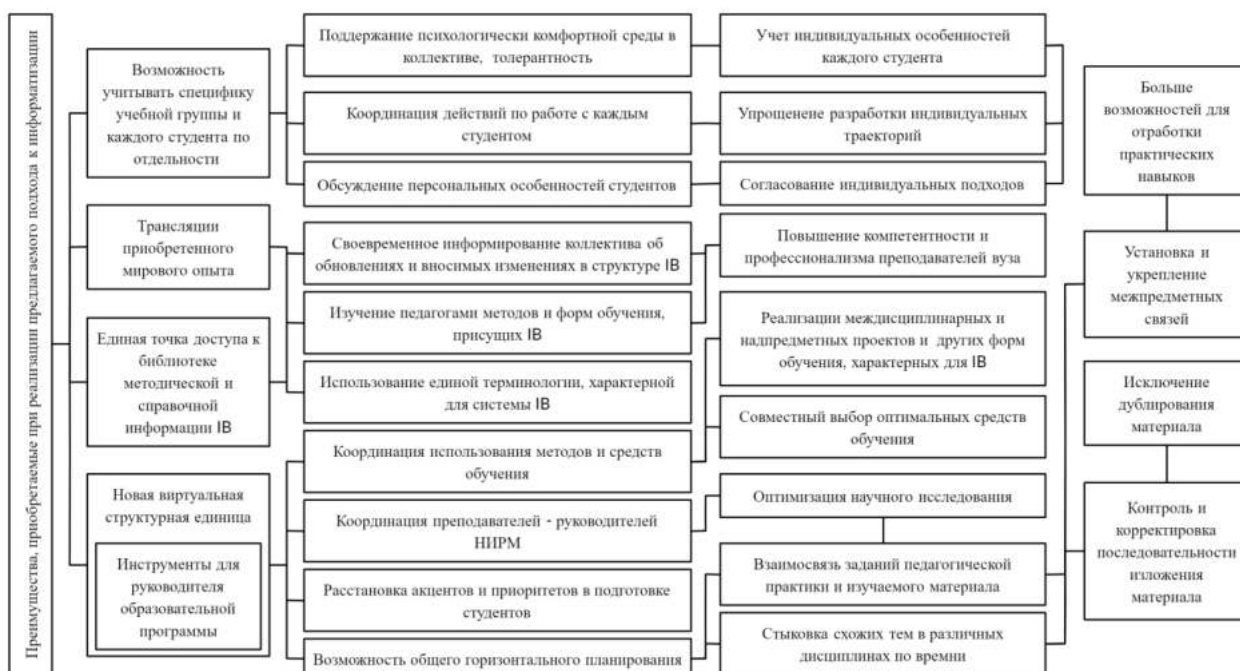 Преимущества, приобретаемые при реализации предлагаемого подхода к информатизации
Возможность
учитывать специфику
учебной группы и
каждого студента по
отдельности
Трансляции
приобретенного
мирового опыта
Единая точка доступа к
библиотеке
методической и
справочной
информации IB
Новая виртуальная
структурная единица
Инструменты для
руководителя
образовательной
программы
Поддержание психологически комфортной среды в
коллективе, толерантность
Координация действий по работе с каждым
студентом
Обсуждение персональных особенностей студентов
Своевременное информирование коллектива об
обновлениях и вносимых изменениях в структуре IB
Изучение педагогами методов и форм обучения,
присущих IB
Использование единой терминологии, характерной
для системы IB
Координация использования методов и средств
обучения
Координация преподавателей - руководителей
НИРМ
Расстановка акцентов и приоритетов в подготовке
студентов
Возможность общего горизонтального планирования
Учет индивидуальных особенностей
каждого студента
Упрощение разработки индивидуальных
траекторий
Согласование индивидуальных подходов
Повышение компетентности и
профессионализма преподавателей вуза
Реализации междисциплинарных и
надпредметных проектов и других форм
обучения, характерных для IB
Совместный выбор оптимальных средств
обучения
Оптимизация научного исследования
Взаимосвязь заданий педагогической
практики и изучаемого материала
Стыковка схожих тем в различных
дисциплинах по времни
Больше
возможностей для
отработки
практических
навыков
Установка и
укрепление
межпредметных
связей
Исключение
дублирования
материала
Контроль и
корректировка
последовательности
изложения
материала